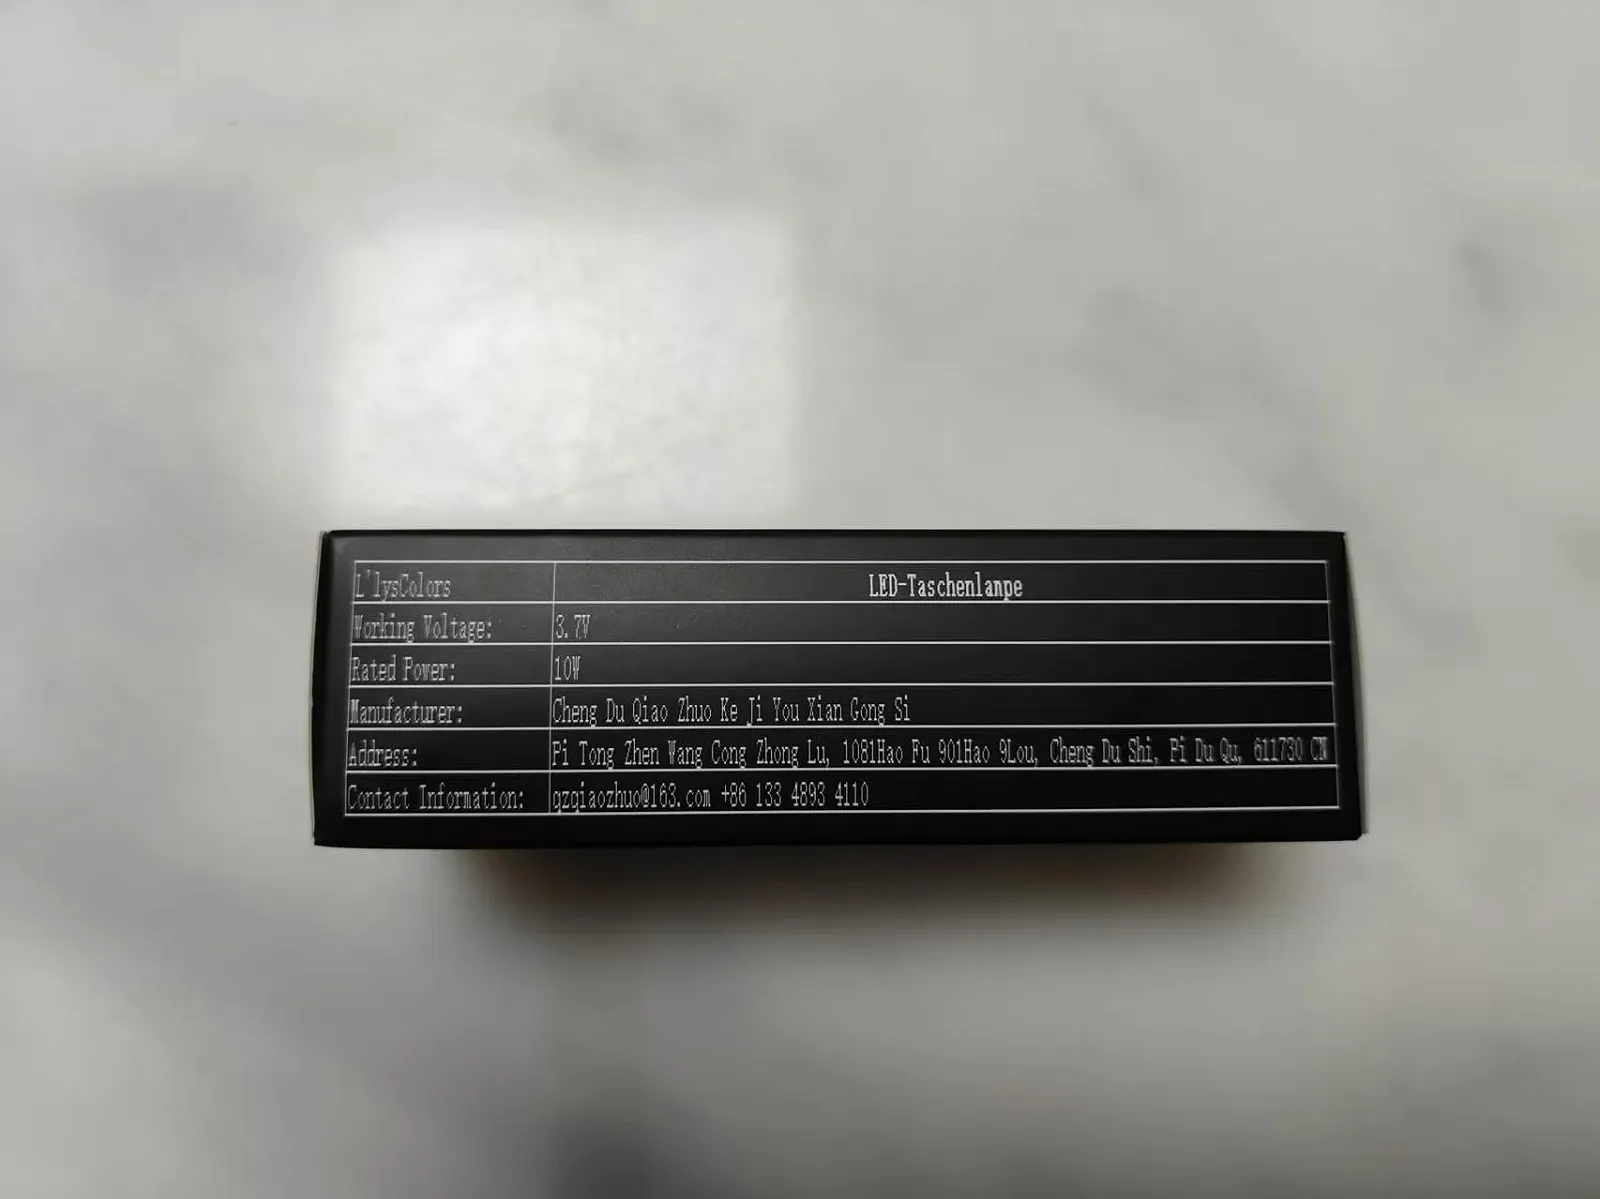 L'lysColors LED-Taschenlampe
Working Voltage: 3.7V
Rated Power: 10W
Manufacturer: Cheng Du Qiao Zhuo Ke Ji You Xian Gong Si
Address: Pi Tong Zhen Wang Cong Zhong Lu, 1081Hao Fu 901Hao 9Lou, Cheng Du Shi, Pi Du Qu, 611730 CN
Contact Information: qzqiaozhuo@163.com +86 133 4893 4110